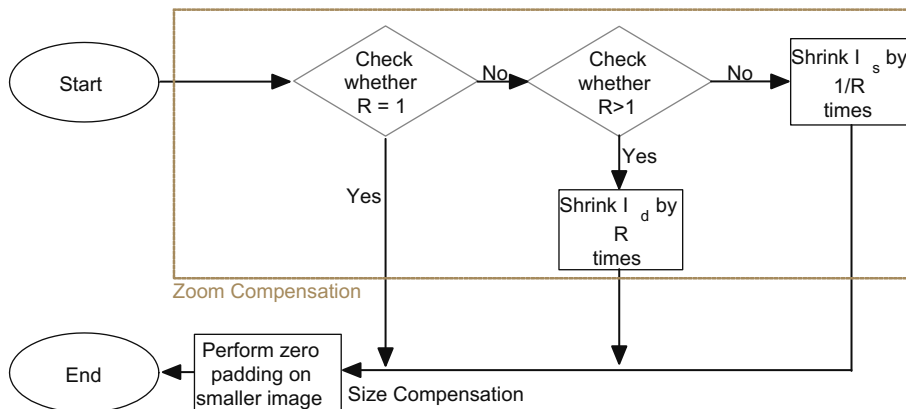 Start
Check
whether
R = 1
No
Check
whether
R>1
No
Shrink I s by
1/R
times
Yes
Yes
Shrink I d by
R
times
Zoom Compensation
End
Perform zero
padding on
smaller image
Size Compensation